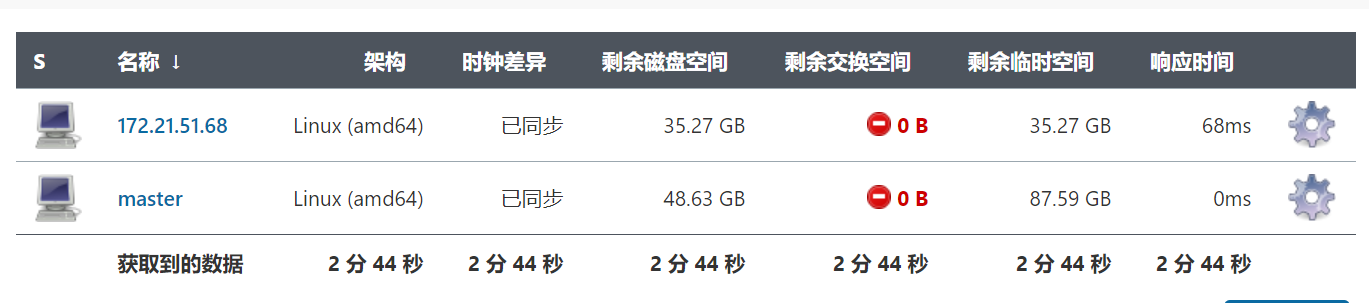 S 名称 ↓ 架构 时钟差异 剩余磁盘空间 剩余交换空间 剩余临时空间 响应时间
172.21.51.68 Linux (amd64) 已同步 35.27 GB 0 B 35.27 GB 68ms
master Linux (amd64) 已同步 48.63 GB 0 B 87.59 GB 0ms
获取到的数据 2 分 44 秒 2 分 44 秒 2 分 44 秒 2 分 44 秒 2 分 44 秒 2 分 44 秒